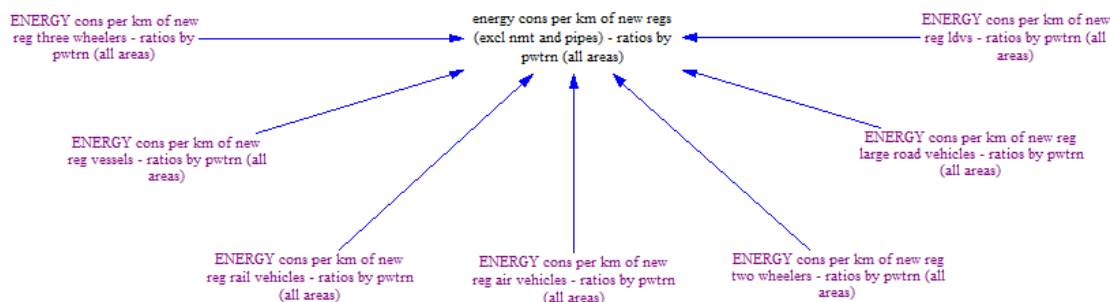 ENERGY cons per km of new
reg three wheelers - ratios by
pwtrn (all areas)
energy cons per km of new regs
(excl nmt and pipes) - ratios by
pwtrn (all areas)
ENERGY cons per km of new
reg ldvs - ratios by pwtrn (all
areas)
ENERGY cons per km of new
reg vessels - ratios by pwtrn (all
areas)
ENERGY cons per km of new reg
large road vehicles - ratios by pwtrn
(all areas)
ENERGY cons per km of new
reg rail vehicles - ratios by pwtrn
(all areas)
ENERGY cons per km of new
reg air vehicles - ratios by pwtrn
(all areas)
ENERGY cons per km of new reg
two wheelers - ratios by pwtrn (all
areas)